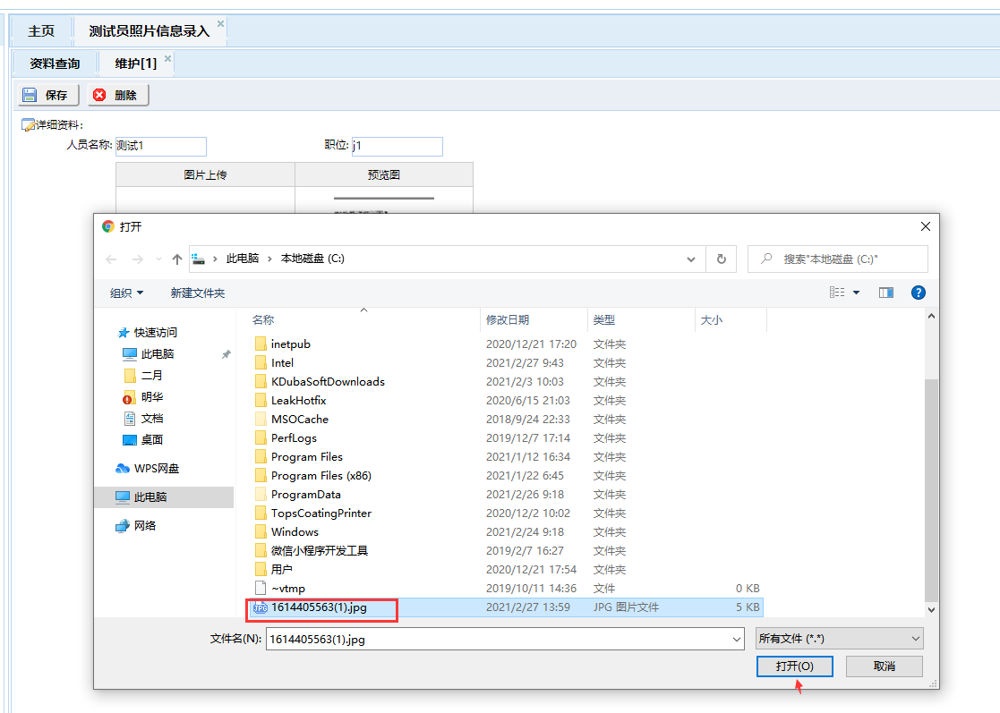 主页 测试员照片信息录入
资料查询 维护[1]
保存 删除
详细资料:
人员名称: 测试1 职位: j1
图片上传 预览图
打开
此电脑 本地磁盘 (C:) 搜索"本地磁盘 (C:)"
组织 新建文件夹
名称 修改日期 类型 大小
快速访问
此电脑
二月
明华
文档
桌面
WPS网盘
此电脑
网络
inetpub 2020/12/21 17:20 文件夹
Intel 2021/2/27 9:43 文件夹
KDubaSoftDownloads 2021/2/3 10:03 文件夹
LeakHotfix 2020/6/15 21:03 文件夹
MSOCache 2018/9/24 22:33 文件夹
PerfLogs 2019/12/7 17:14 文件夹
Program Files 2021/1/12 16:34 文件夹
Program Files (x86) 2021/1/22 6:45 文件夹
ProgramData 2021/2/26 9:18 文件夹
TopsCoatingPrinter 2020/12/2 10:02 文件夹
Windows 2021/2/24 9:18 文件夹
微信小程序开发工具 2019/2/7 16:27 文件夹
用户 2020/12/21 17:54 文件夹
~vtmp 2019/10/11 14:36 文件 0 KB
1614405563(1).jpg 2021/2/27 13:59 JPG 图片文件 5 KB
文件名(N): 1614405563(1).jpg 所有文件 (*.*)
打开(O) 取消